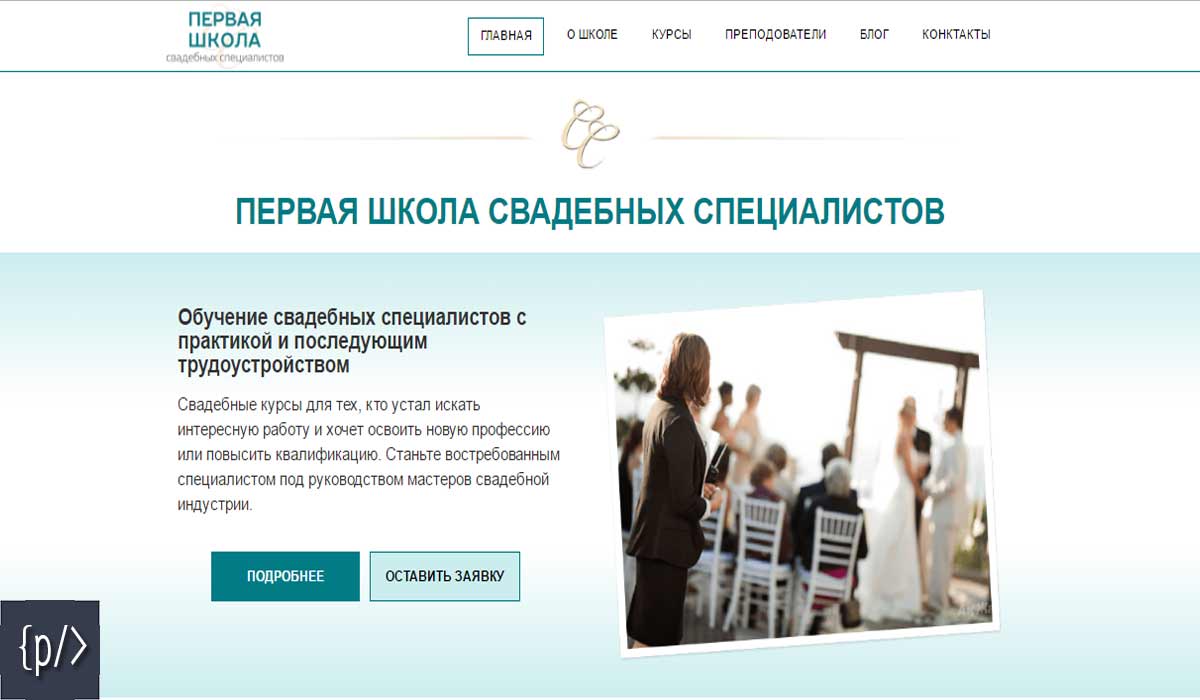 ПЕРВАЯ
ШКОЛА
свадебных специалистов
ГЛАВНАЯ О ШКОЛЕ КУРСЫ ПРЕПОДОВАТЕЛИ БЛОГ КОНКТАКТЫ
ПЕРВАЯ ШКОЛА СВАДЕБНЫХ СПЕЦИАЛИСТОВ
Обучение свадебных специалистов с
практикой и последующим
трудоустройством
Свадебные курсы для тех, кто устал искать
интересную работу и хочет освоить новую профессию
или повысить квалификацию. Станьте востребованным
специалистом под руководством мастеров свадебной
индустрии.
ПОДРОБНЕЕ ОСТАВИТЬ ЗАЯВКУ
{p/>